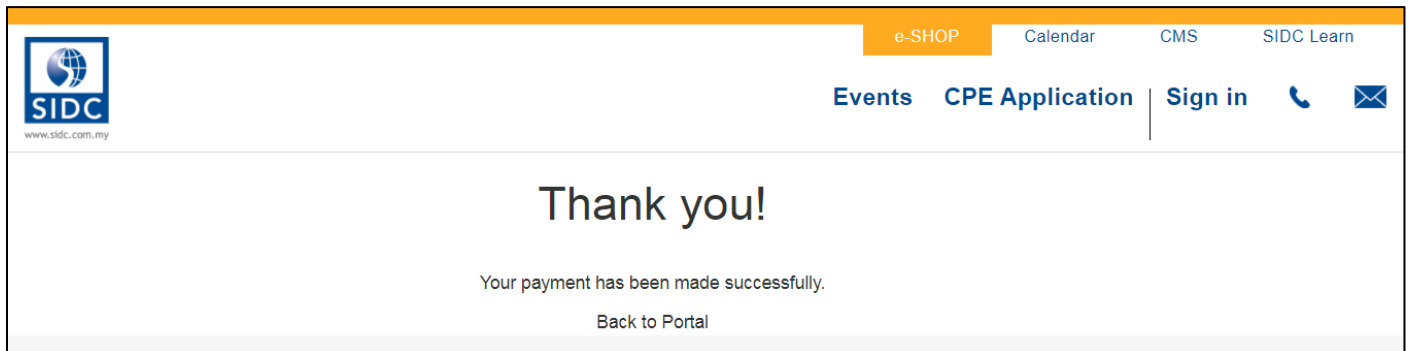 e-SHOP Calendar CMS SIDC Learn
SIDC
www.sidc.com.my
Events CPE Application Sign in
Thank you!
Your payment has been made successfully.
Back to Portal